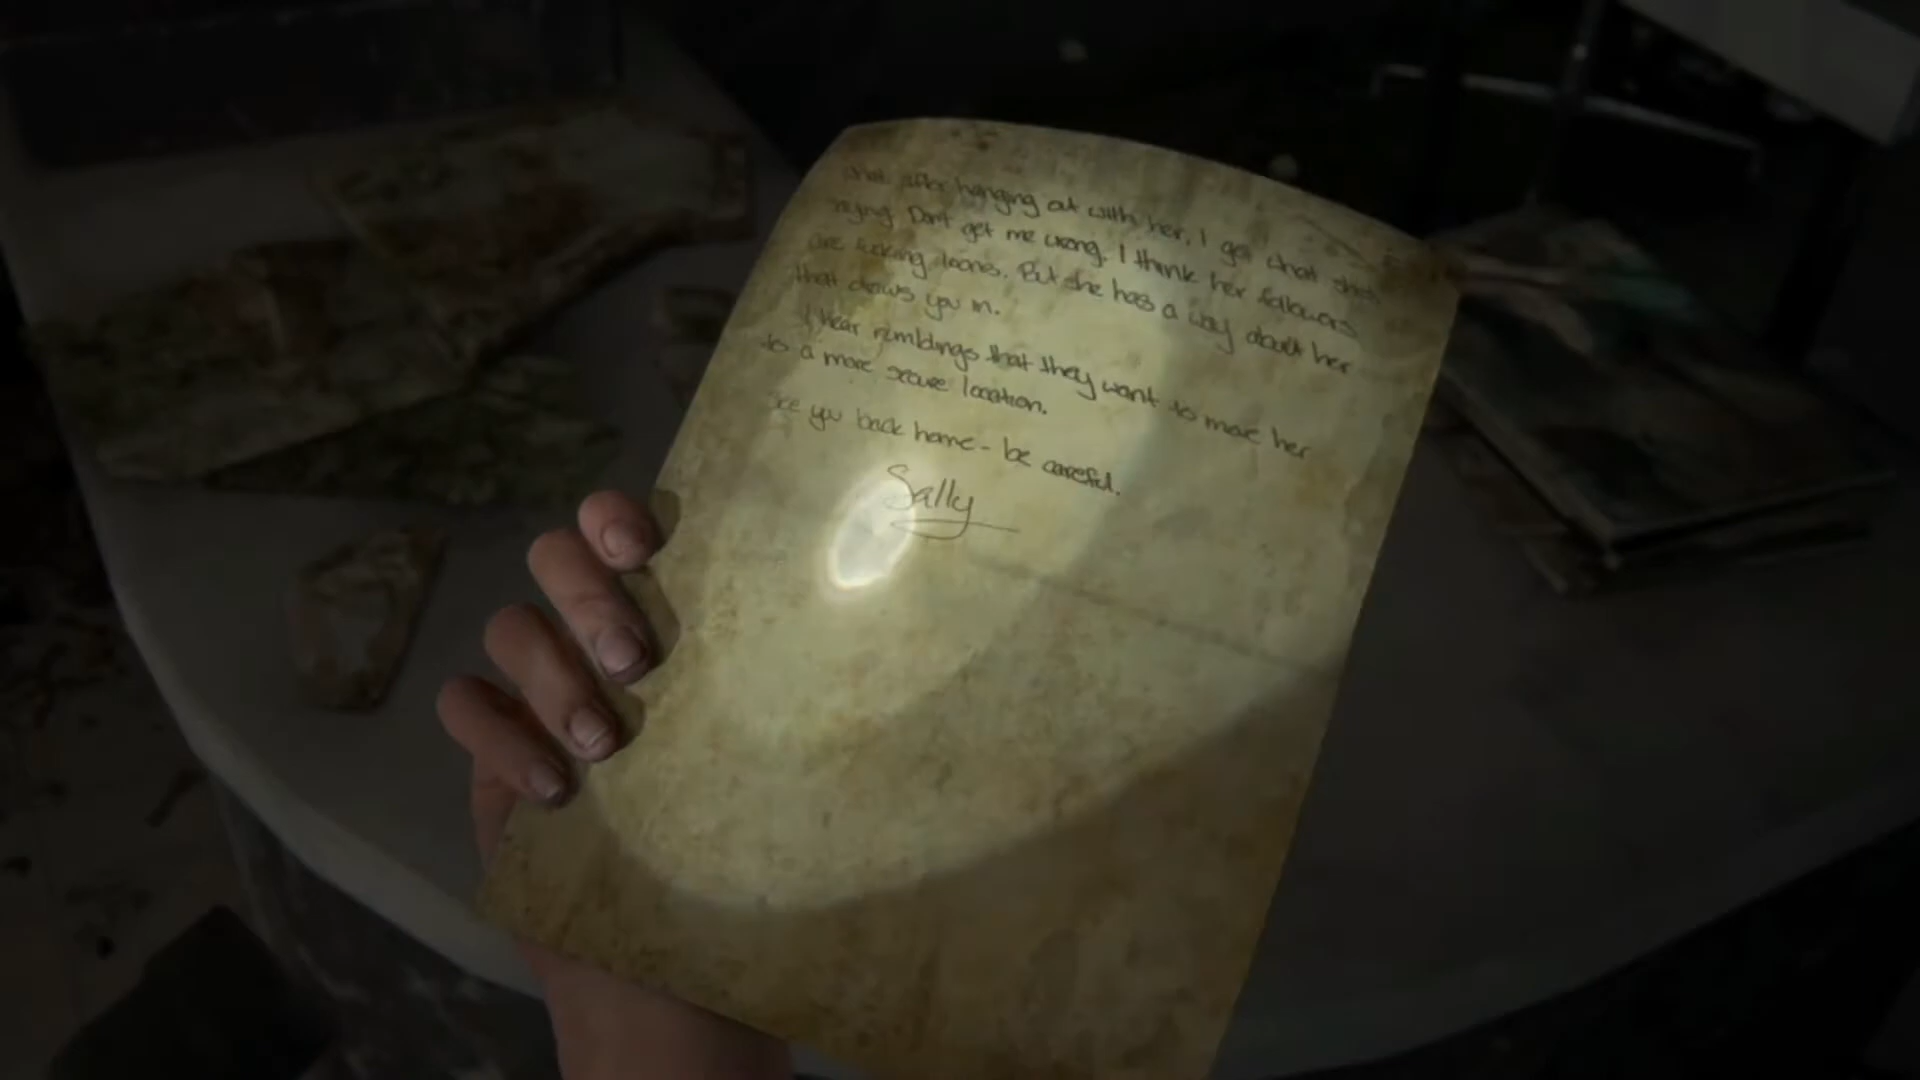 after hanging out with her, I got what she's
saying. Don't get me wrong, I think her followers
are fucking loons. But she has a way about her
that draws you in.
I hear rumblings that they want to move her
to a more secure location.
See you back home - be careful.
Sally